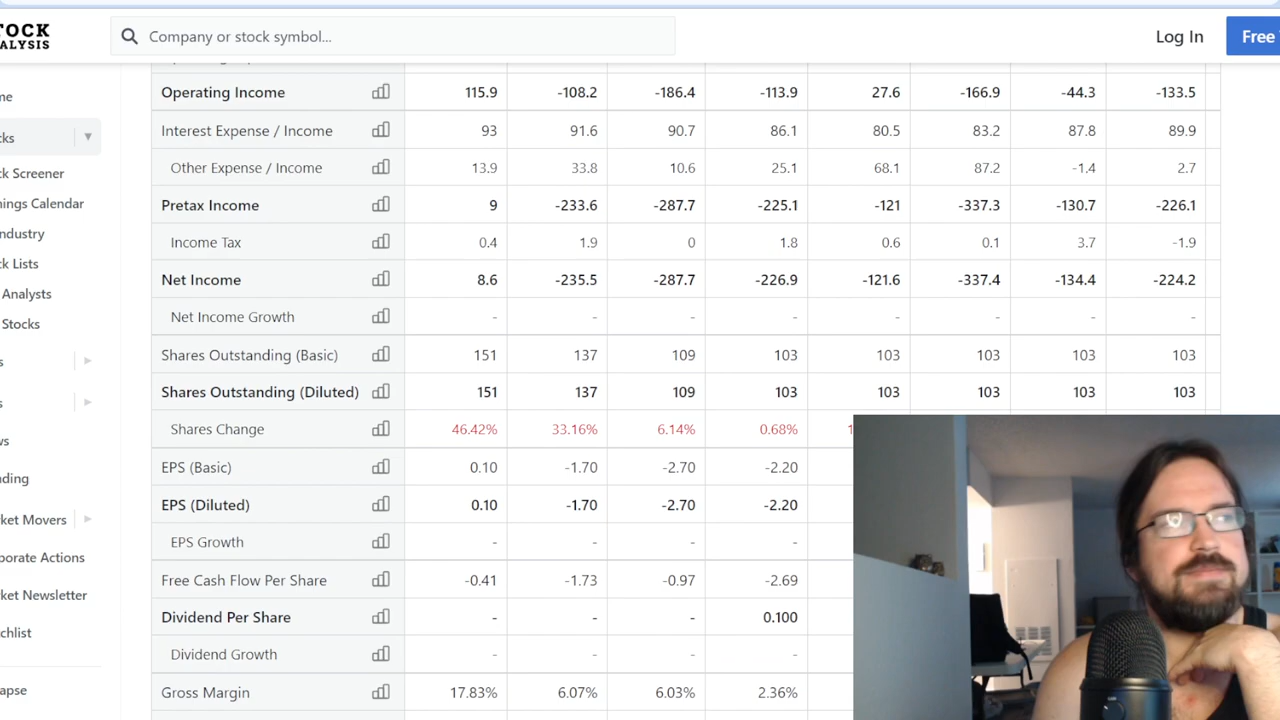 TOCK
ALYSIS
Company or stock symbol...
Log In
Free
me
cks
ck Screener
nings Calendar
ndustry
ck Lists
Analysts
Stocks
s
s
ws
nding
ket Movers
porate Actions
ket Newsletter
chlist
apse
Operating Income 115.9 -108.2 -186.4 -113.9 27.6 -166.9 -44.3 -133.5
Interest Expense / Income 93 91.6 90.7 86.1 80.5 83.2 87.8 89.9
Other Expense / Income 13.9 33.8 10.6 25.1 68.1 87.2 -1.4 2.7
Pretax Income 9 -233.6 -287.7 -225.1 -121 -337.3 -130.7 -226.1
Income Tax 0.4 1.9 0 1.8 0.6 0.1 3.7 -1.9
Net Income 8.6 -235.5 -287.7 -226.9 -121.6 -337.4 -134.4 -224.2
Net Income Growth - - - - - - - -
Shares Outstanding (Basic) 151 137 109 103 103 103 103 103
Shares Outstanding (Diluted) 151 137 109 103 103 103 103 103
Shares Change 46.42% 33.16% 6.14% 0.68%
EPS (Basic) 0.10 -1.70 -2.70 -2.20
EPS (Diluted) 0.10 -1.70 -2.70 -2.20
EPS Growth - - - -
Free Cash Flow Per Share -0.41 -1.73 -0.97 -2.69
Dividend Per Share - - - 0.100
Dividend Growth - - - -
Gross Margin 17.83% 6.07% 6.03% 2.36%